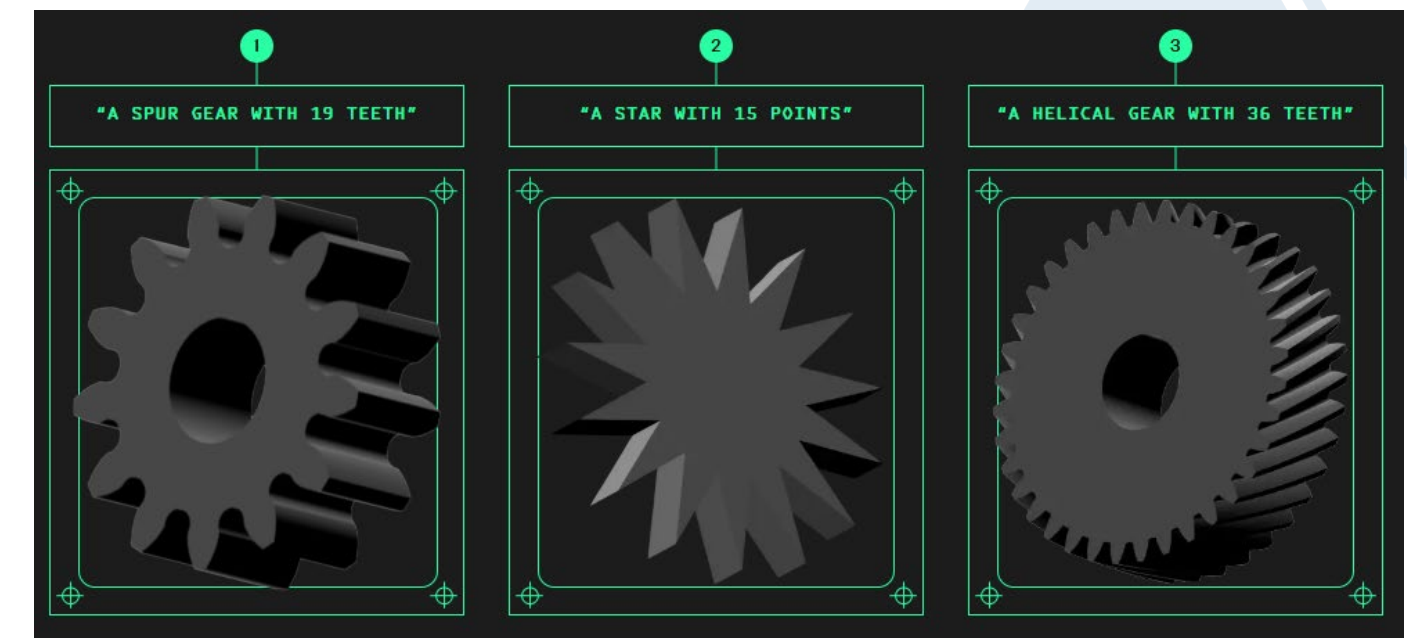 1
2
3
“A SPUR GEAR WITH 19 TEETH”
“A STAR WITH 15 POINTS”
“A HELICAL GEAR WITH 36 TEETH”